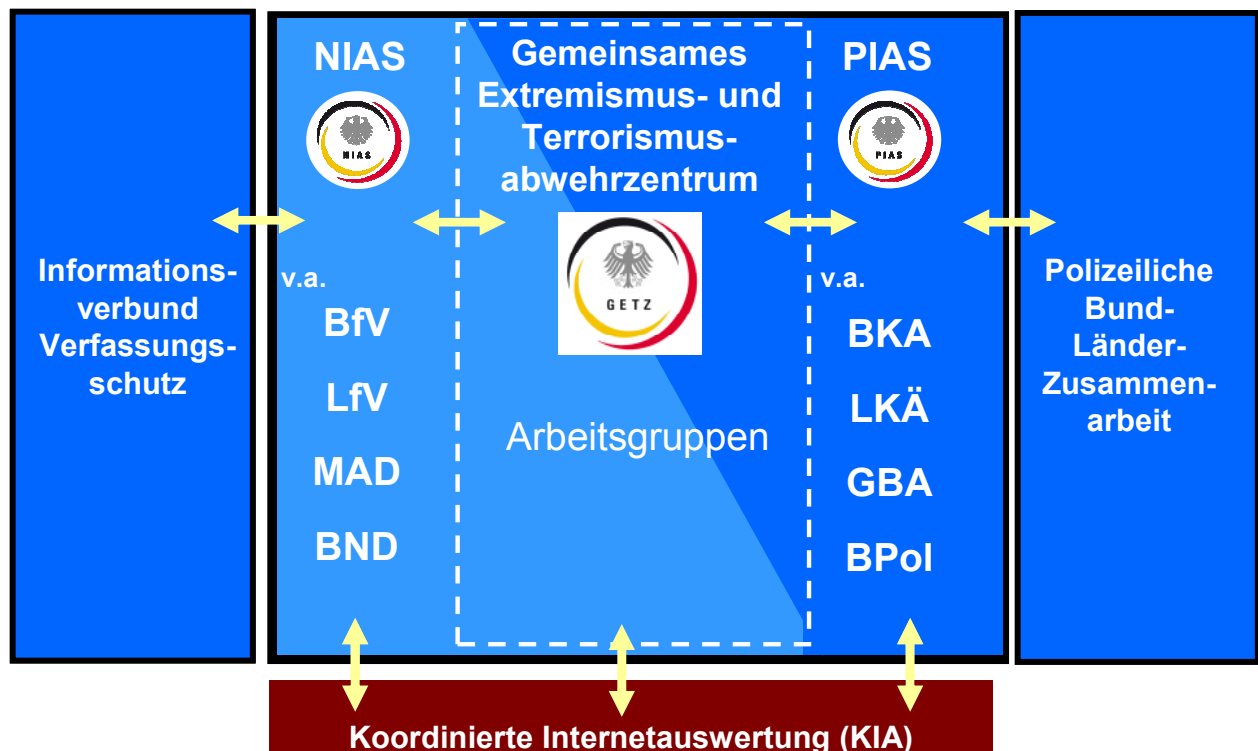 Informations-
verbund
Verfassungs-
schutz
NIAS
NIAS
v.a.
BfV
LfV
MAD
BND
Gemeinsames
Extremismus- und
Terrorismus-
abwehrzentrum
GETZ
Arbeitsgruppen
PIAS
PIAS
v.a.
BKA
LKÄ
GBA
BPol
Polizeiliche
Bund-
Länder-
Zusammen-
arbeit
Koordinierte Internetauswertung (KIA)